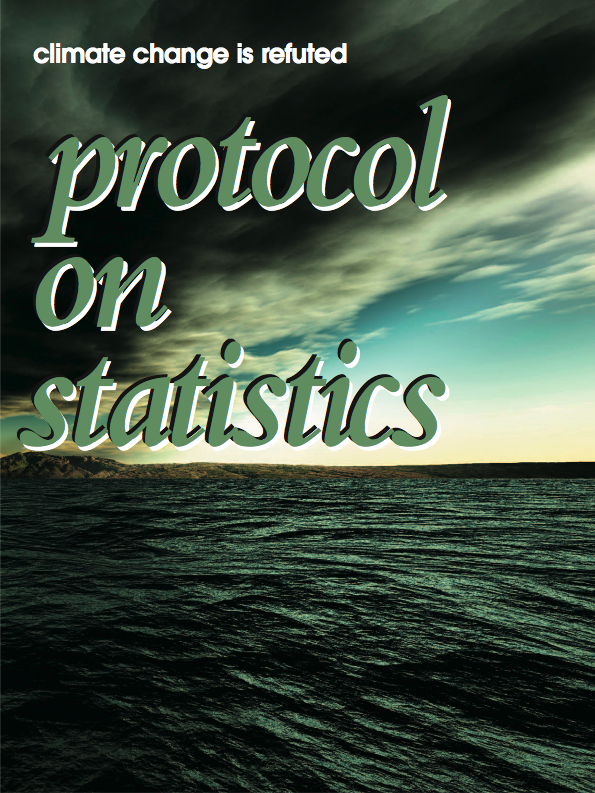 climate change is refuted
protocol
on
statistics